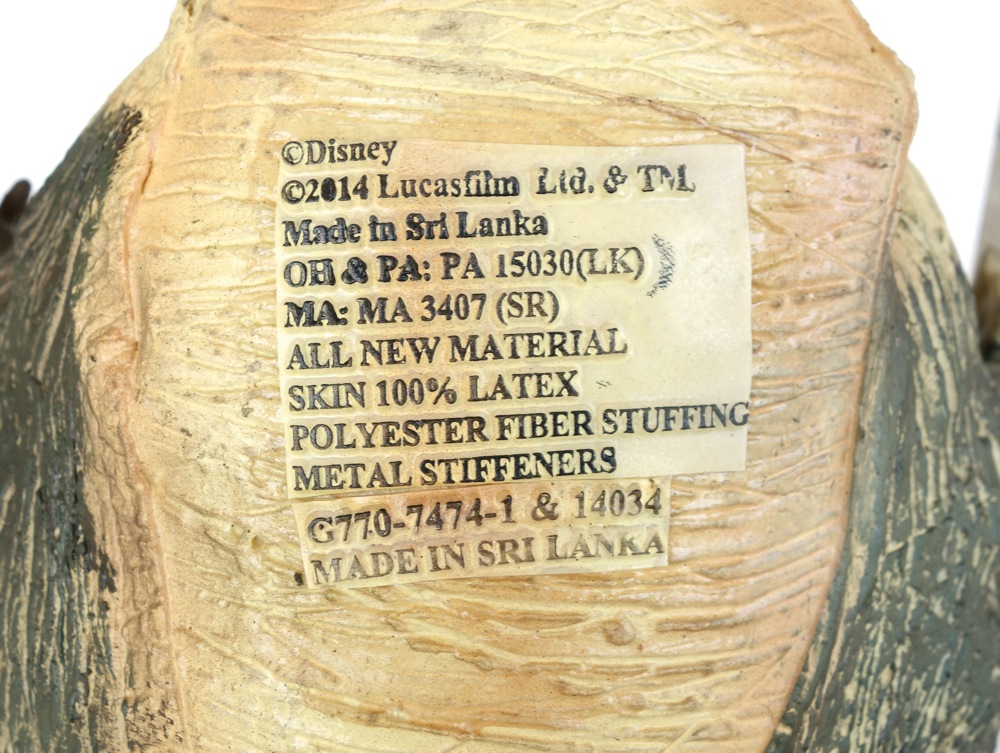 ©Disney
©2014 Lucasfilm Ltd. & TM.
Made in Sri Lanka
OH & PA: PA 15030(LK)
MA: MA 3407 (SR)
ALL NEW MATERIAL
SKIN 100% LATEX
POLYESTER FIBER STUFFING
METAL STIFFENERS
G770-7474-1 & 14034
MADE IN SRI LANKA